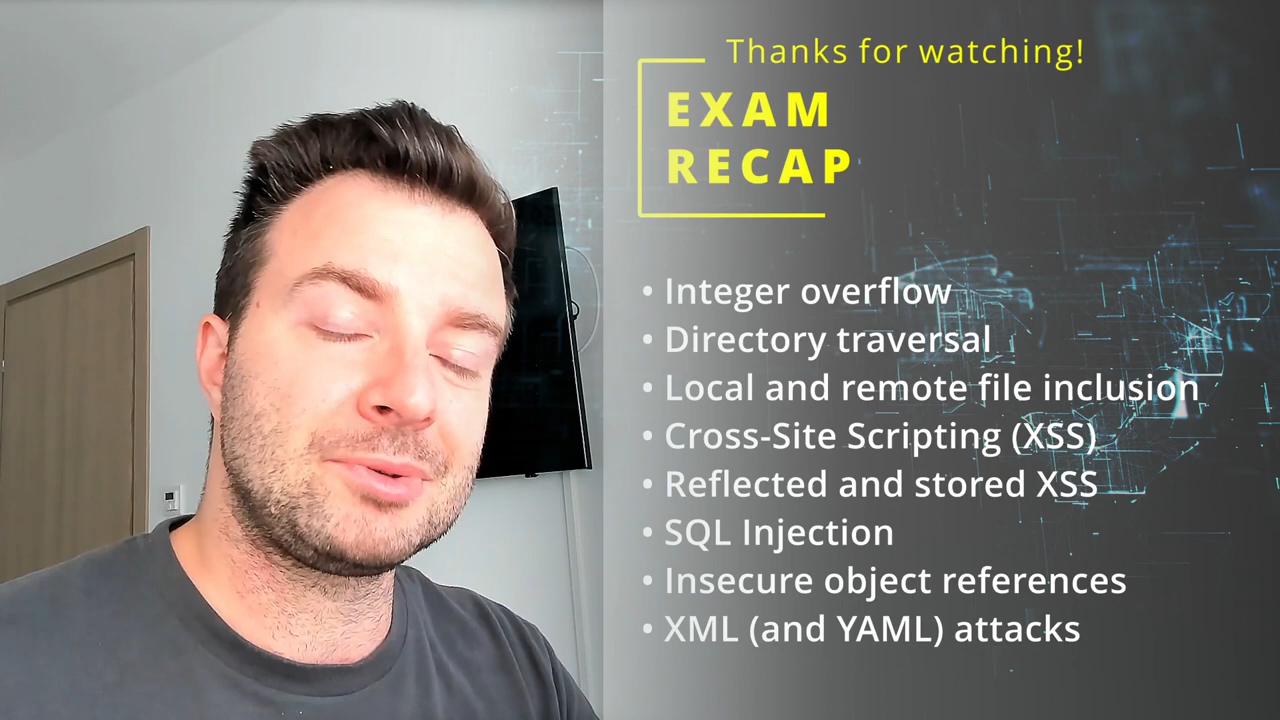 Thanks for watching!
EXAM
RECAP
• Integer overflow
• Directory traversal
• Local and remote file inclusion
• Cross-Site Scripting (XSS)
• Reflected and stored XSS
• SQL Injection
• Insecure object references
• XML (and YAML) attacks